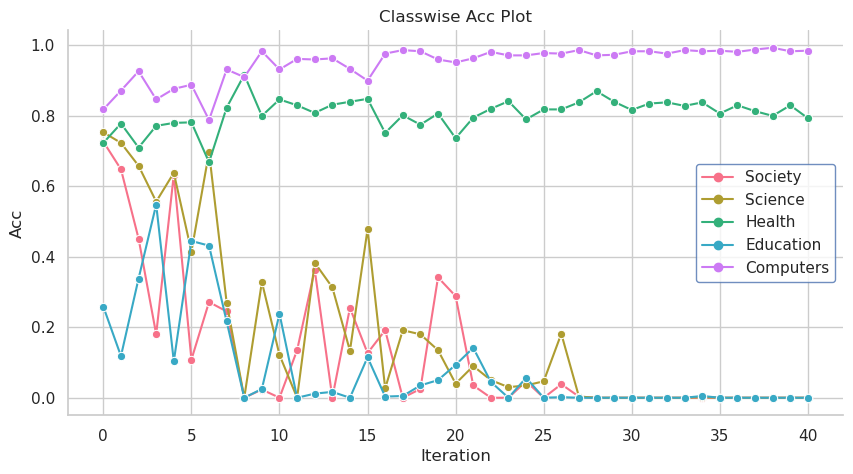 Classwise Acc Plot
1.0
0.8
0.6
0.4
0.2
0.0
Acc
Society
Science
Health
Education
Computers
0 5 10 15 20 25 30 35 40
Iteration